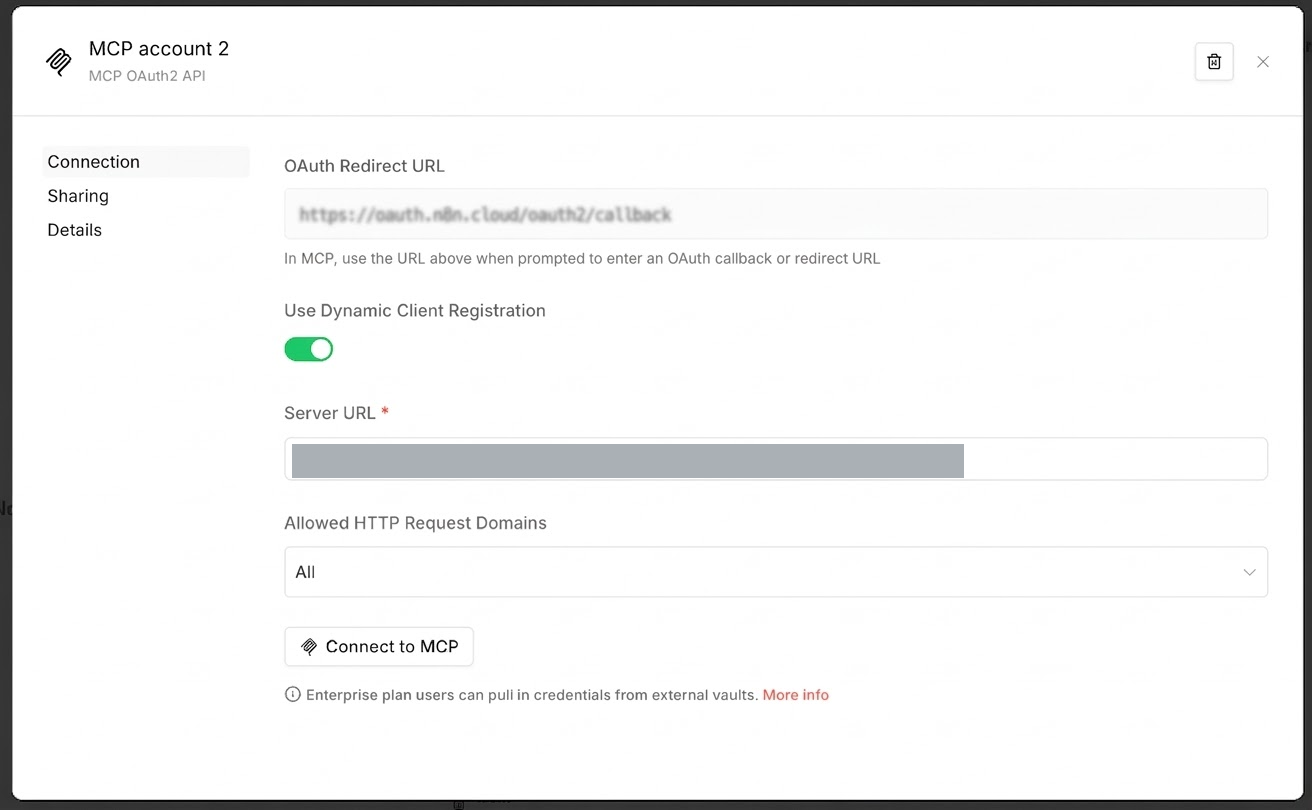 MCP account 2
MCP OAuth2 API
Connection
Sharing
Details
OAuth Redirect URL
https://oauth.n8n.cloud/oauth2/callback
In MCP, use the URL above when prompted to enter an OAuth callback or redirect URL
Use Dynamic Client Registration
Server URL *
Allowed HTTP Request Domains
All
Connect to MCP
Enterprise plan users can pull in credentials from external vaults. More info